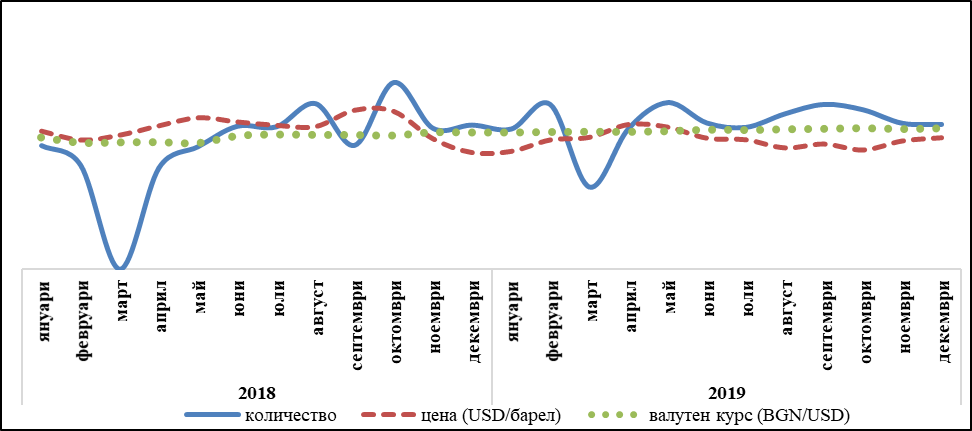 януари
февруари
март
април
май
юни
юли
август
септември
октомври
ноември
декември
януари
февруари
март
април
май
юни
юли
август
септември
октомври
ноември
декември
2018 2019
количество цена (USD/барел) валутен курс (BGN/USD)